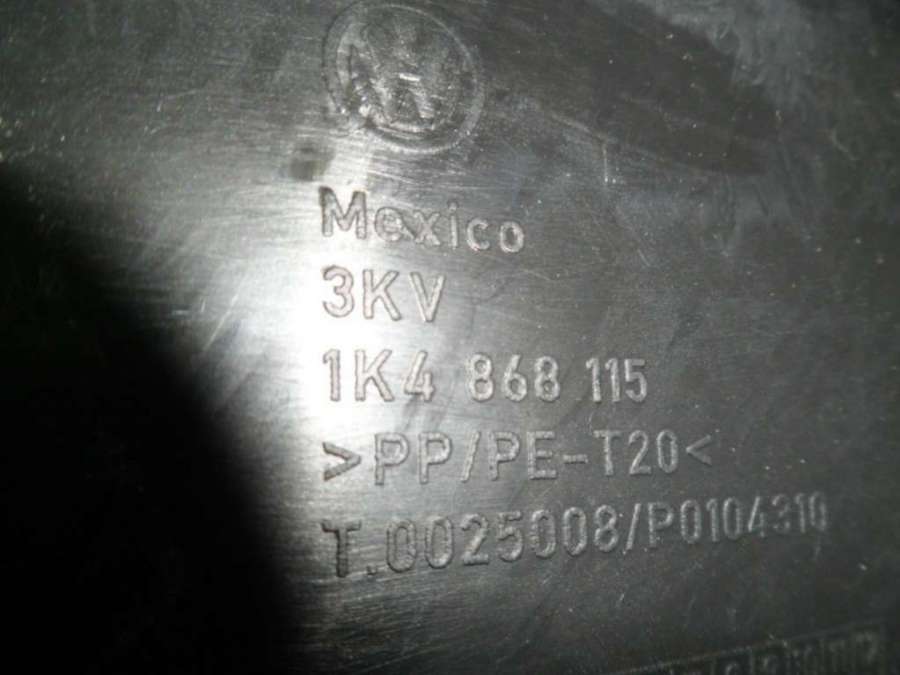 Mexico
3KV
1K4 868 115
>PP/PE-T20<
T.0025008/P0104310